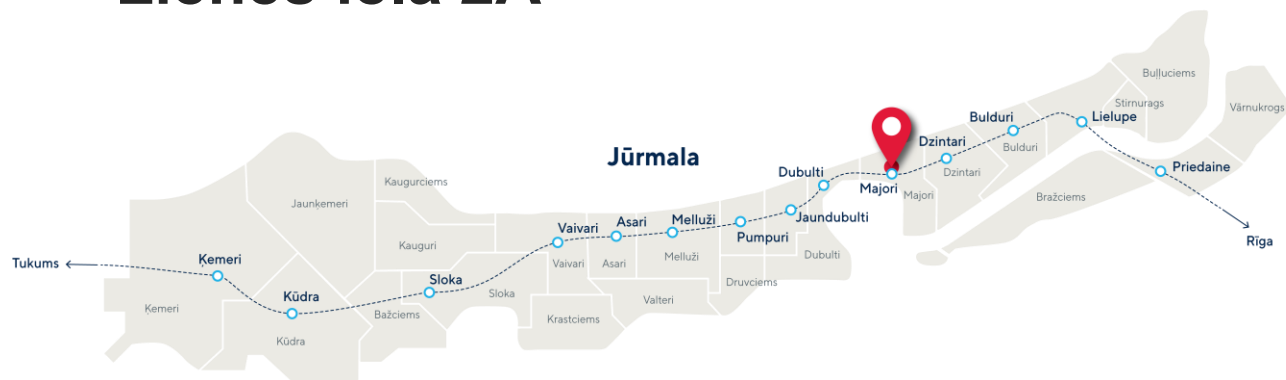 Buļļuciems
Stirnurags
Vārnukrogs
Bulduri
Lielupe
Dzintari
Bulduri
Jūrmala
Priedaine
Dubulti
Dzintari
Kaugurciems
Majori
Majori
Bražciems
Jaunķemeri
Jaundubulti
Melluži
Asari
Vaivari
Pumpuri
Rīga
Kauguri
Dubulti
Melluži
Tukums
Ķemeri
Vaivari
Asari
Sloka
Druvciems
Sloka
Valteri
Kūdra
Ķemeri
Bažciems
Krastciems
Kūdra